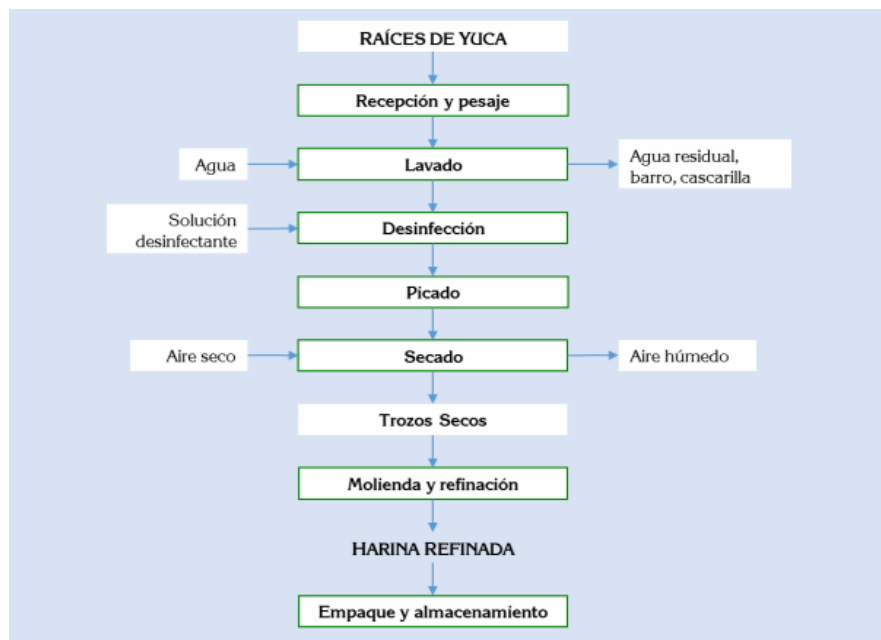 RAÍCES DE YUCA
Recepción y pesaje
Agua
Lavado
Agua residual,
barro, cascarilla
Solución
desinfectante
Desinfección
Picado
Aire seco
Secado
Aire húmedo
Trozos Secos
Molienda y refinación
HARINA REFINADA
Empaque y almacenamiento